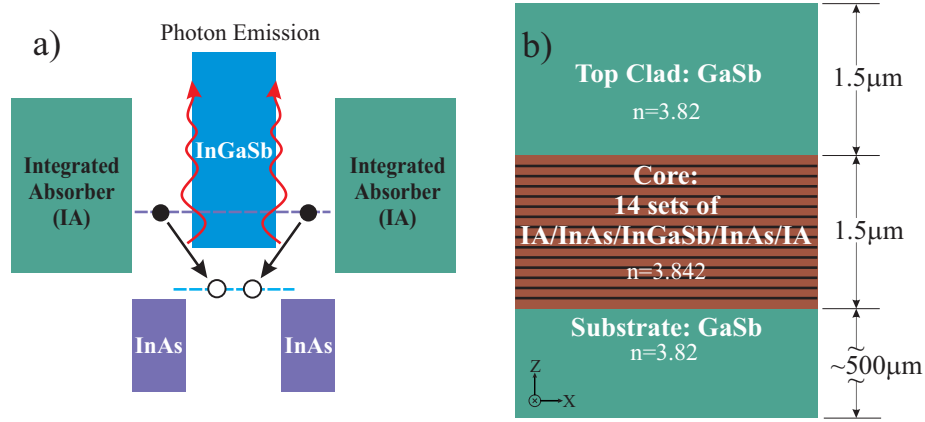 a)
Photon Emission
InGaSb
Integrated
Absorber
(IA)
Integrated
Absorber
(IA)
InAs
InAs
b)
Top Clad: GaSb
n=3.82
1.5μm
Core:
14 sets of
IA/InAs/InGaSb/InAs/IA
n=3.842
1.5μm
Substrate: GaSb
n=3.82
~500μm
Z
X